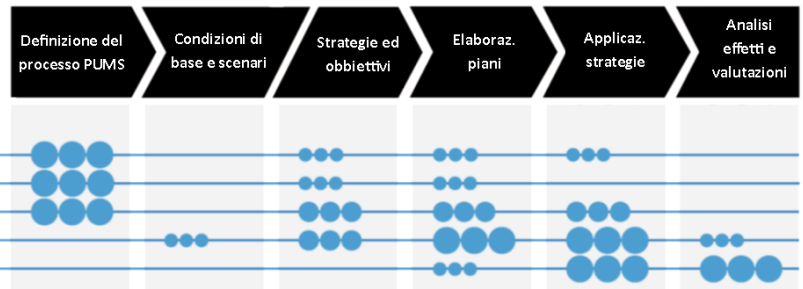 Definizione del
processo PUMS
Condizioni di
base e scenari
Strategie ed
obbiettivi
Elaboraz.
piani
Applicaz.
strategie
Analisi
effetti e
valutazioni